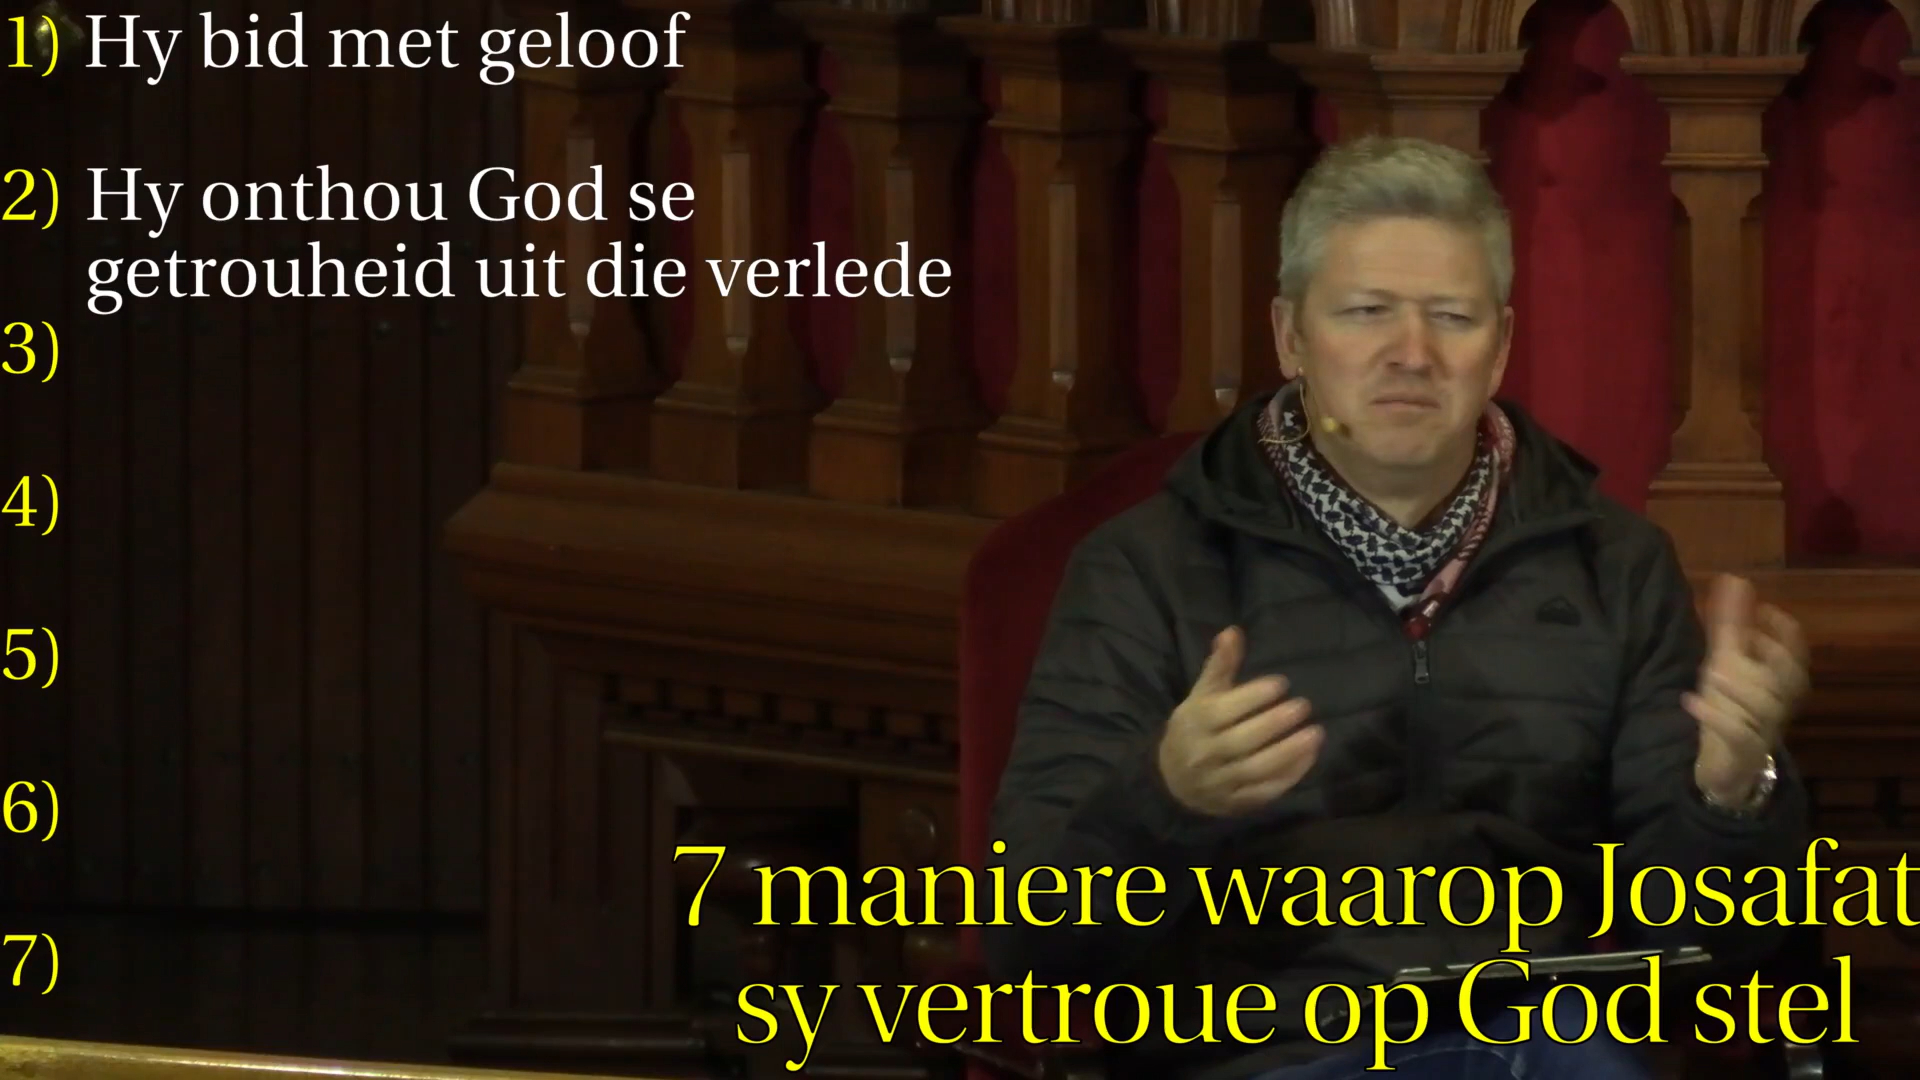 1) Hy bid met geloof
2) Hy onthou God se
getrouheid uit die verlede
3)
4)
5)
6)
7)
7 maniere waarop Josafat
sy vertroue op God stel